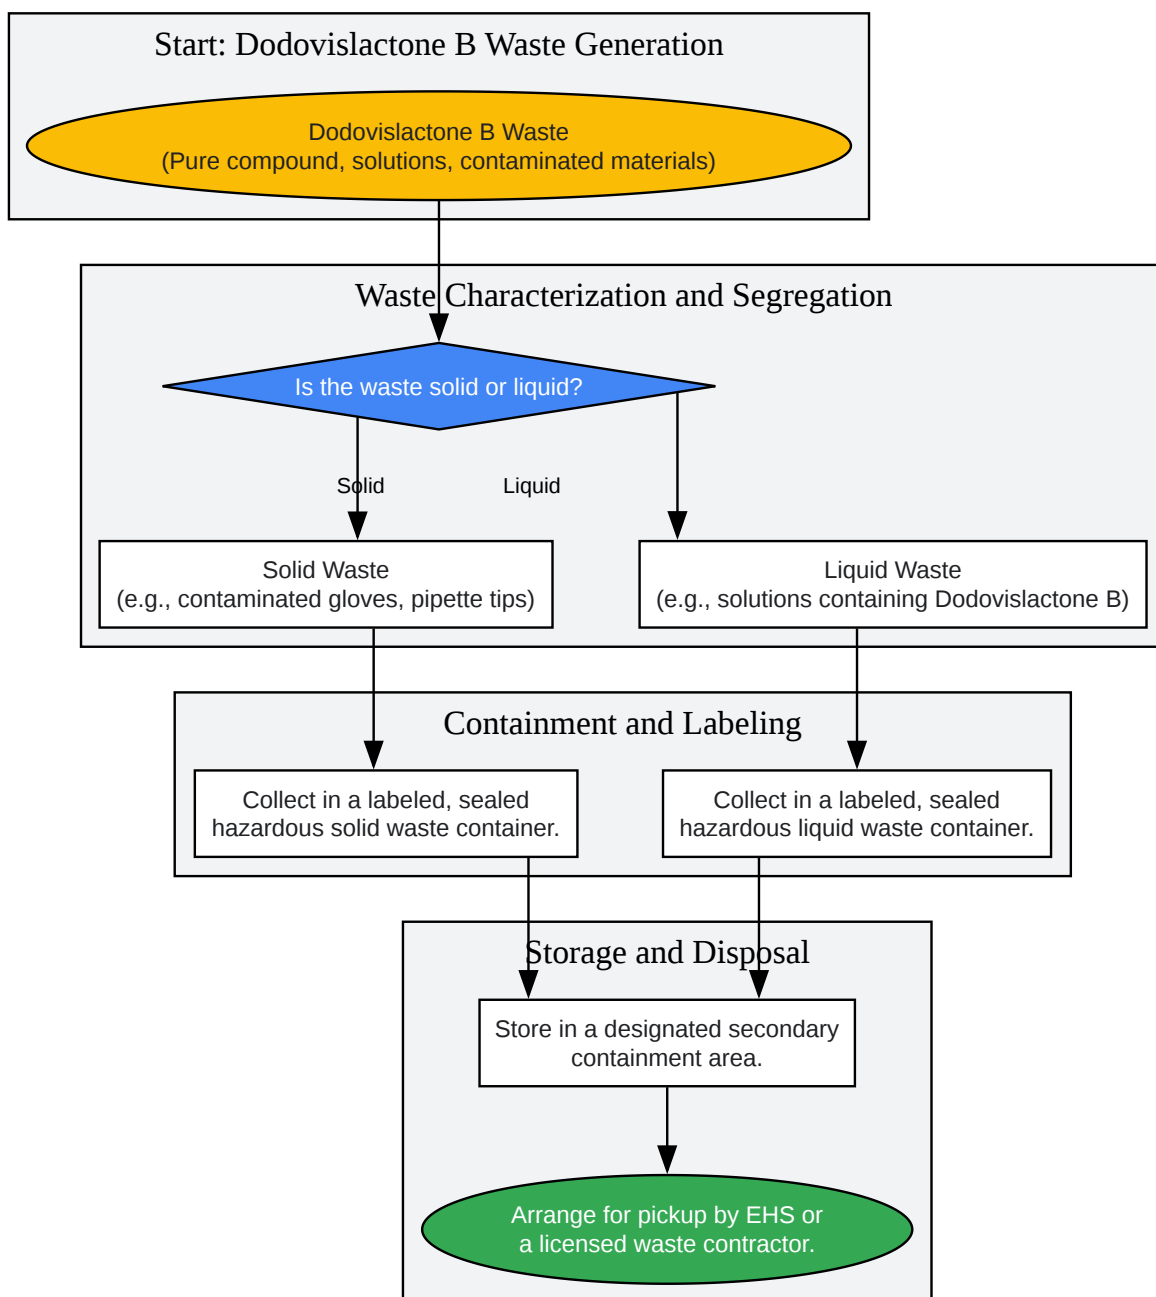 Start: Dodovislactone B Waste Generation
Dodovislactone B Waste
(Pure compound, solutions, contaminated materials)
Waste Characterization and Segregation
Is the waste solid or liquid?
Solid
Liquid
Solid Waste
(e.g., contaminated gloves, pipette tips)
Liquid Waste
(e.g., solutions containing Dodovislactone B)
Containment and Labeling
Collect in a labeled, sealed
hazardous solid waste container.
Collect in a labeled, sealed
hazardous liquid waste container.
Storage and Disposal
Store in a designated secondary
containment area.
Arrange for pickup by EHS or
a licensed waste contractor.